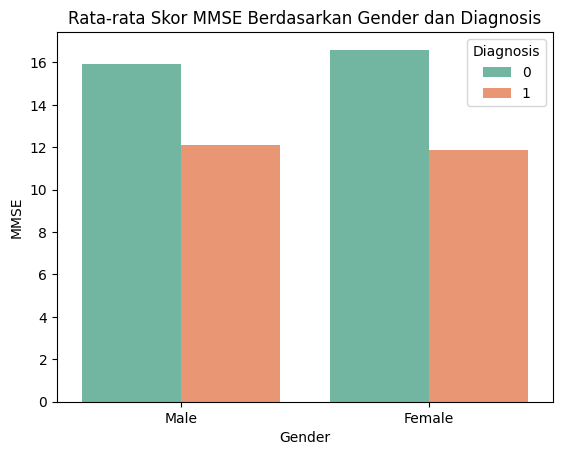 Rata-rata Skor MMSE Berdasarkan Gender dan Diagnosis
Diagnosis
0
1
16
14
12
10
8
6
4
2
0
MMSE
Male
Female
Gender